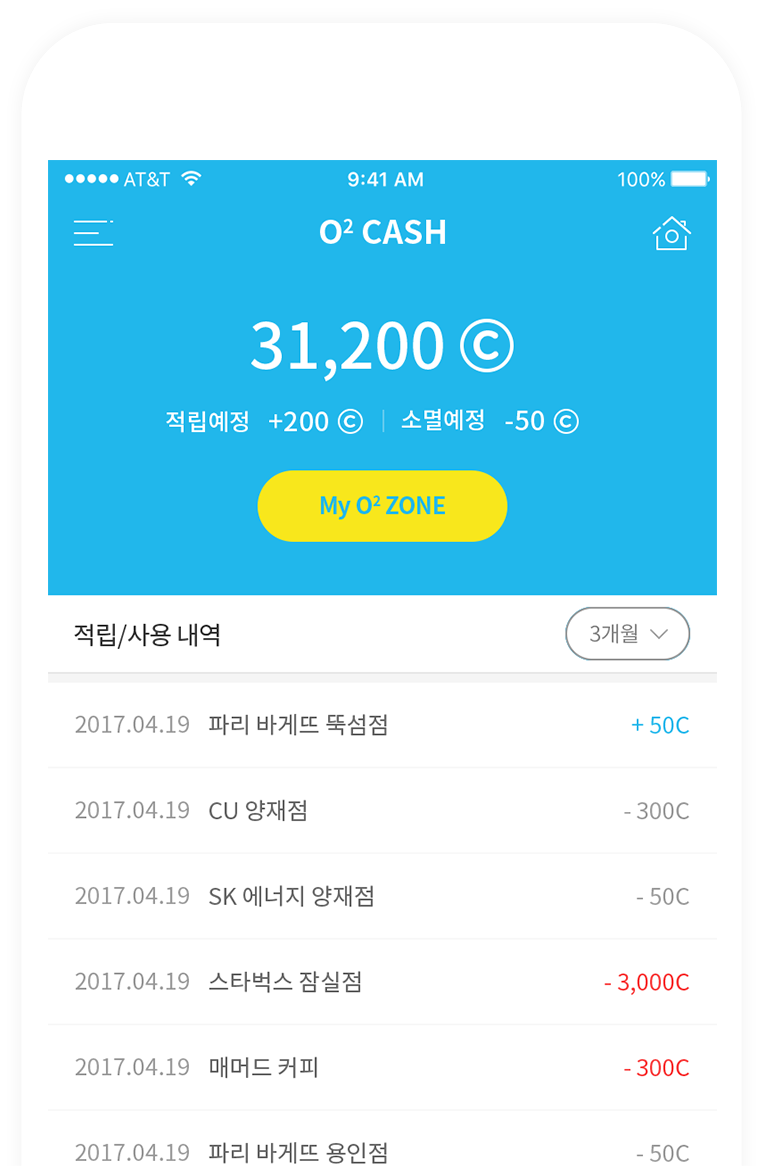 AT&T 9:41 AM 100%
O² CASH
31,200 Ⓒ
적립예정 +200 Ⓒ 소멸예정 -50 Ⓒ
My O² ZONE
적립/사용 내역 3개월
2017.04.19 파리 바게뜨 뚝섬점 + 50C
2017.04.19 CU 양재점 - 300C
2017.04.19 SK 에너지 양재점 - 50C
2017.04.19 스타벅스 잠실점 - 3,000C
2017.04.19 매머드 커피 - 300C
2017.04.19 파리 바게뜨 용인점 - 50C